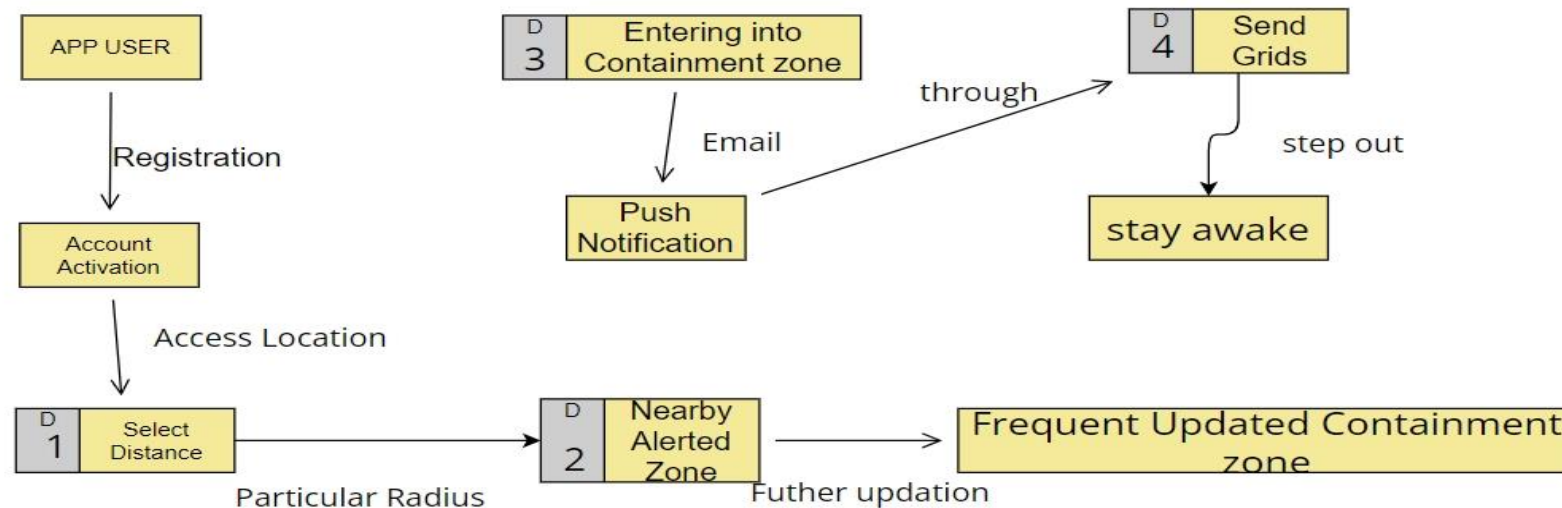 APP USER
Registration
Account
Activation
Access Location
D
1
Select
Distance
Particular Radius
D
2
Nearby
Alerted
Zone
Futher updation
Frequent Updated Containment
zone
D
3
Entering into
Containment zone
Email
Push
Notification
through
D
4
Send
Grids
step out
stay awake